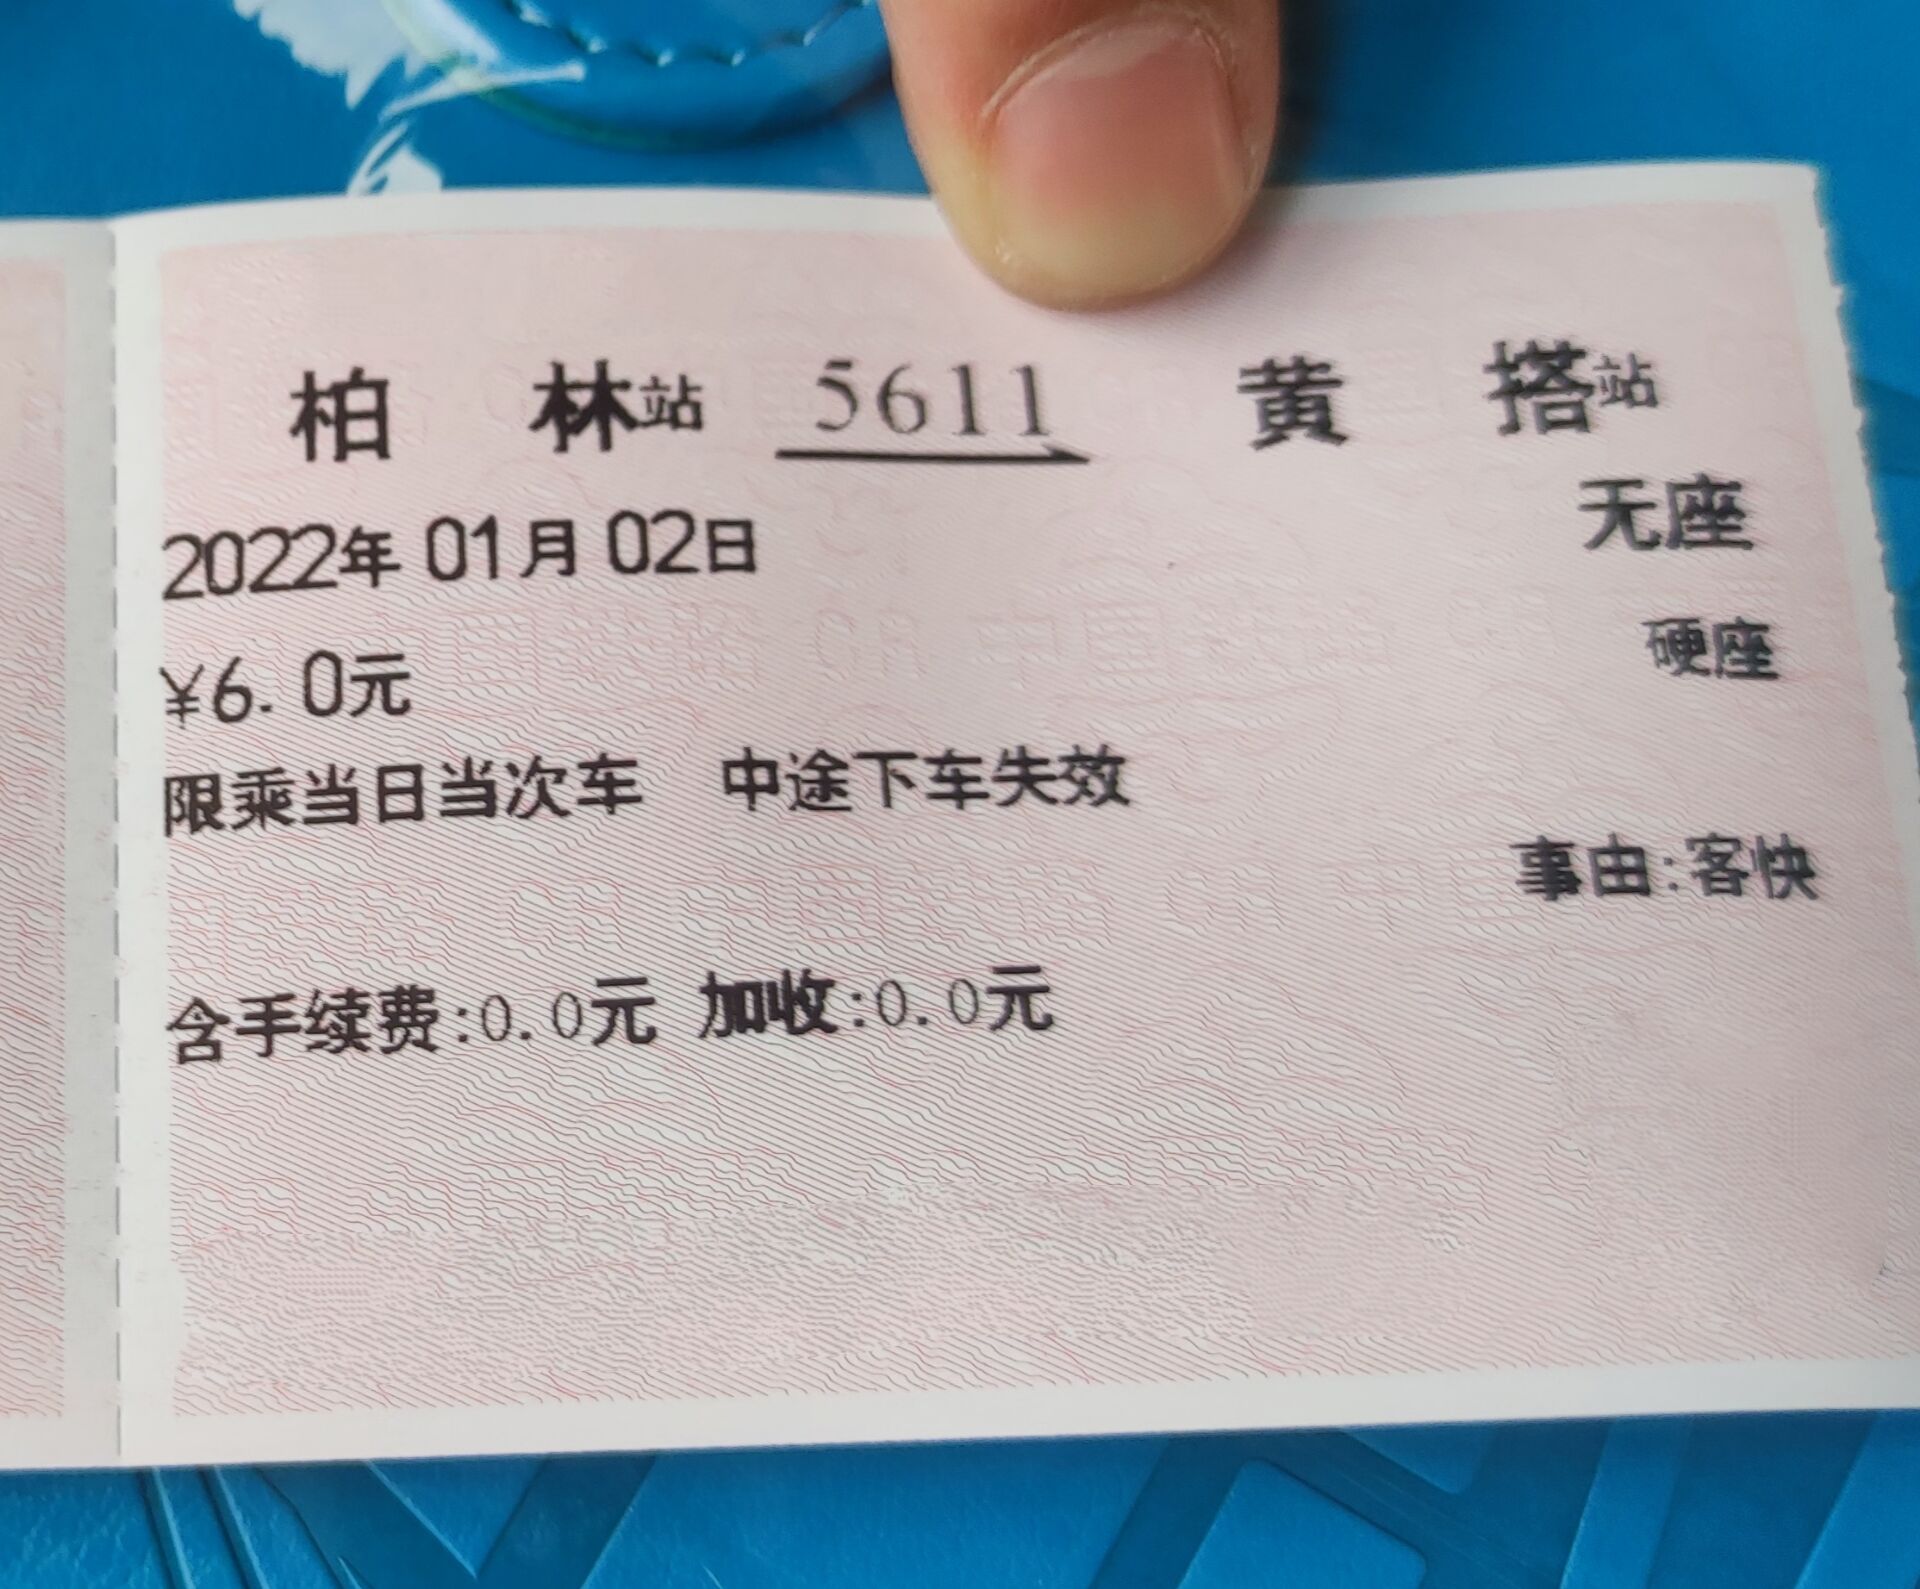 柏 林站 5611 黄 搭站
2022年01月02日 无座
¥6.0元 硬座
限乘当日当次车 中途下车失效
事由:客快
含手续费:0.0元 加收:0.0元